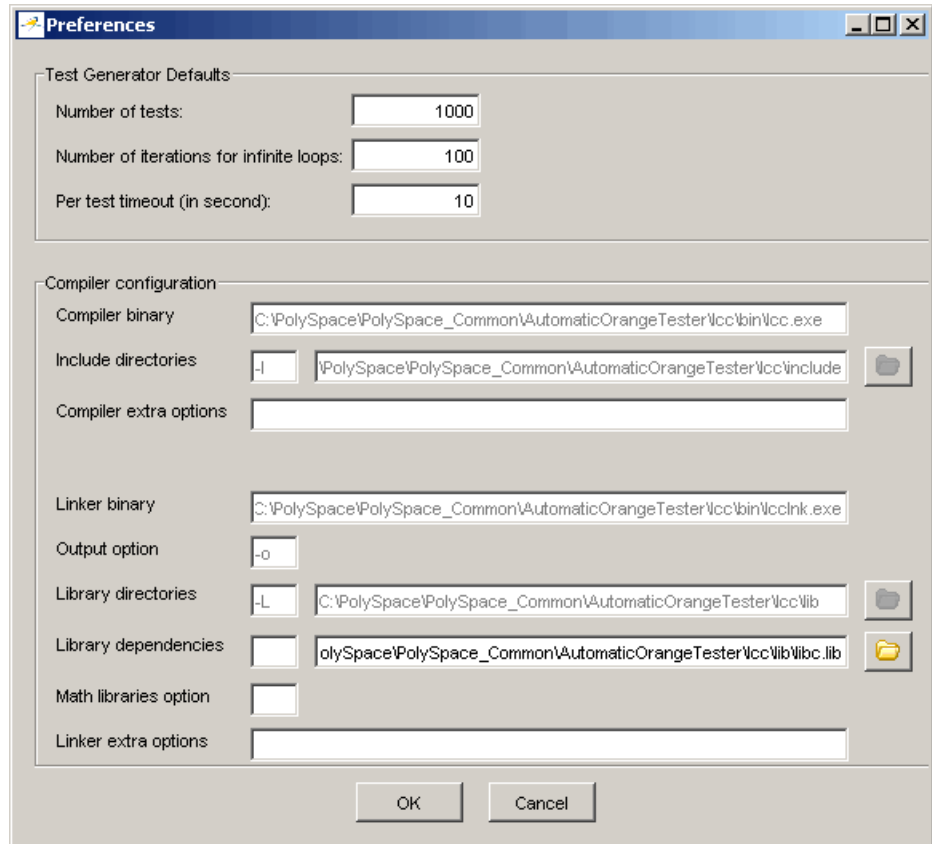 Preferences
Test Generator Defaults
Number of tests: 1000
Number of iterations for infinite loops: 100
Per test timeout (in second): 10
Compiler configuration
Compiler binary C:\PolySpace\PolySpace_Common\AutomaticOrangeTester\lcc\bin\lcc.exe
Include directories -I \PolySpace\PolySpace_Common\AutomaticOrangeTester\lcc\include
Compiler extra options
Linker binary C:\PolySpace\PolySpace_Common\AutomaticOrangeTester\lcc\bin\lcclnk.exe
Output option -o
Library directories -L C:\PolySpace\PolySpace_Common\AutomaticOrangeTester\lcc\lib
Library dependencies olySpace\PolySpace_Common\AutomaticOrangeTester\lcc\lib\libc.lib
Math libraries option
Linker extra options
OK Cancel